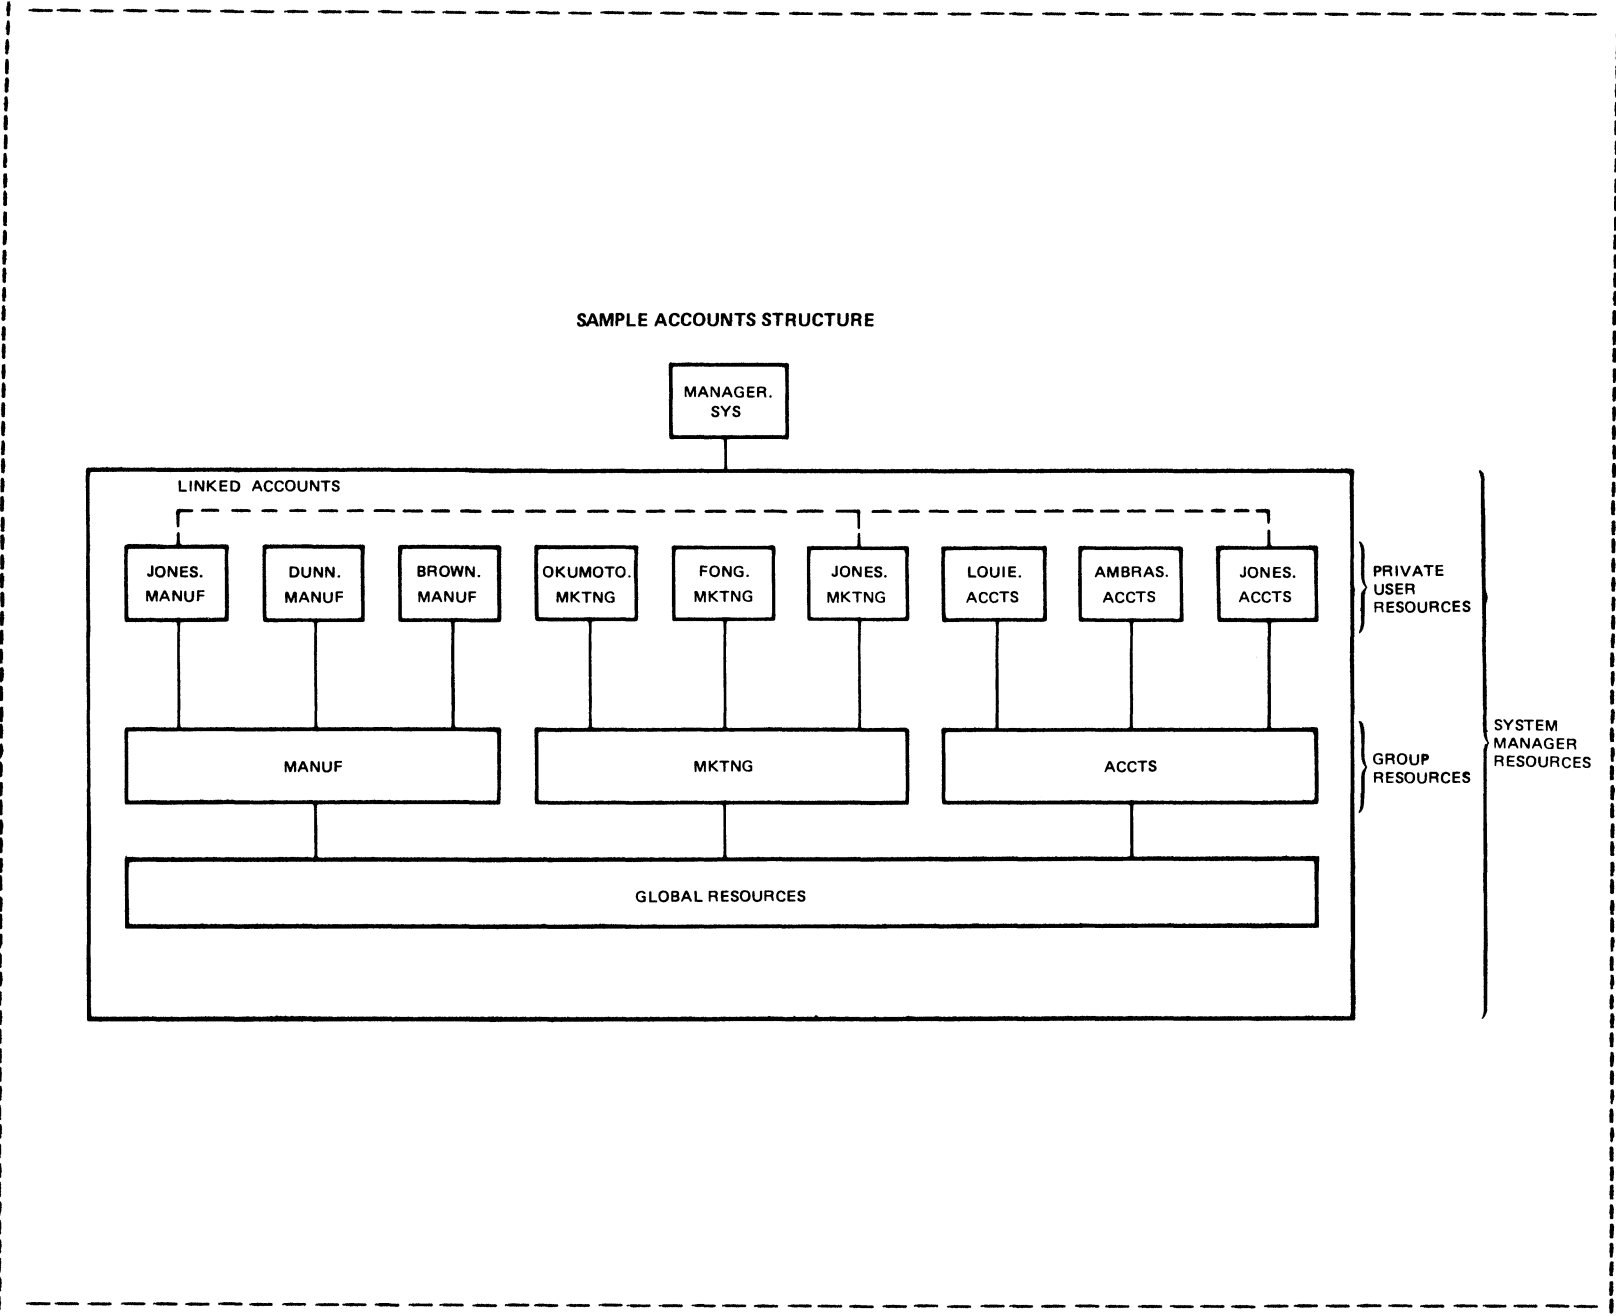 SAMPLE ACCOUNTS STRUCTURE
MANAGER.
SYS
LINKED ACCOUNTS
JONES.
MANUF
DUNN.
MANUF
BROWN.
MANUF
OKUMOTO.
MKTNG
FONG.
MKTNG
JONES.
MKTNG
LOUIE.
ACCTS
AMBRAS.
ACCTS
JONES.
ACCTS
PRIVATE
USER
RESOURCES
MANUF
MKTNG
ACCTS
GROUP
RESOURCES
SYSTEM
MANAGER
RESOURCES
GLOBAL RESOURCES